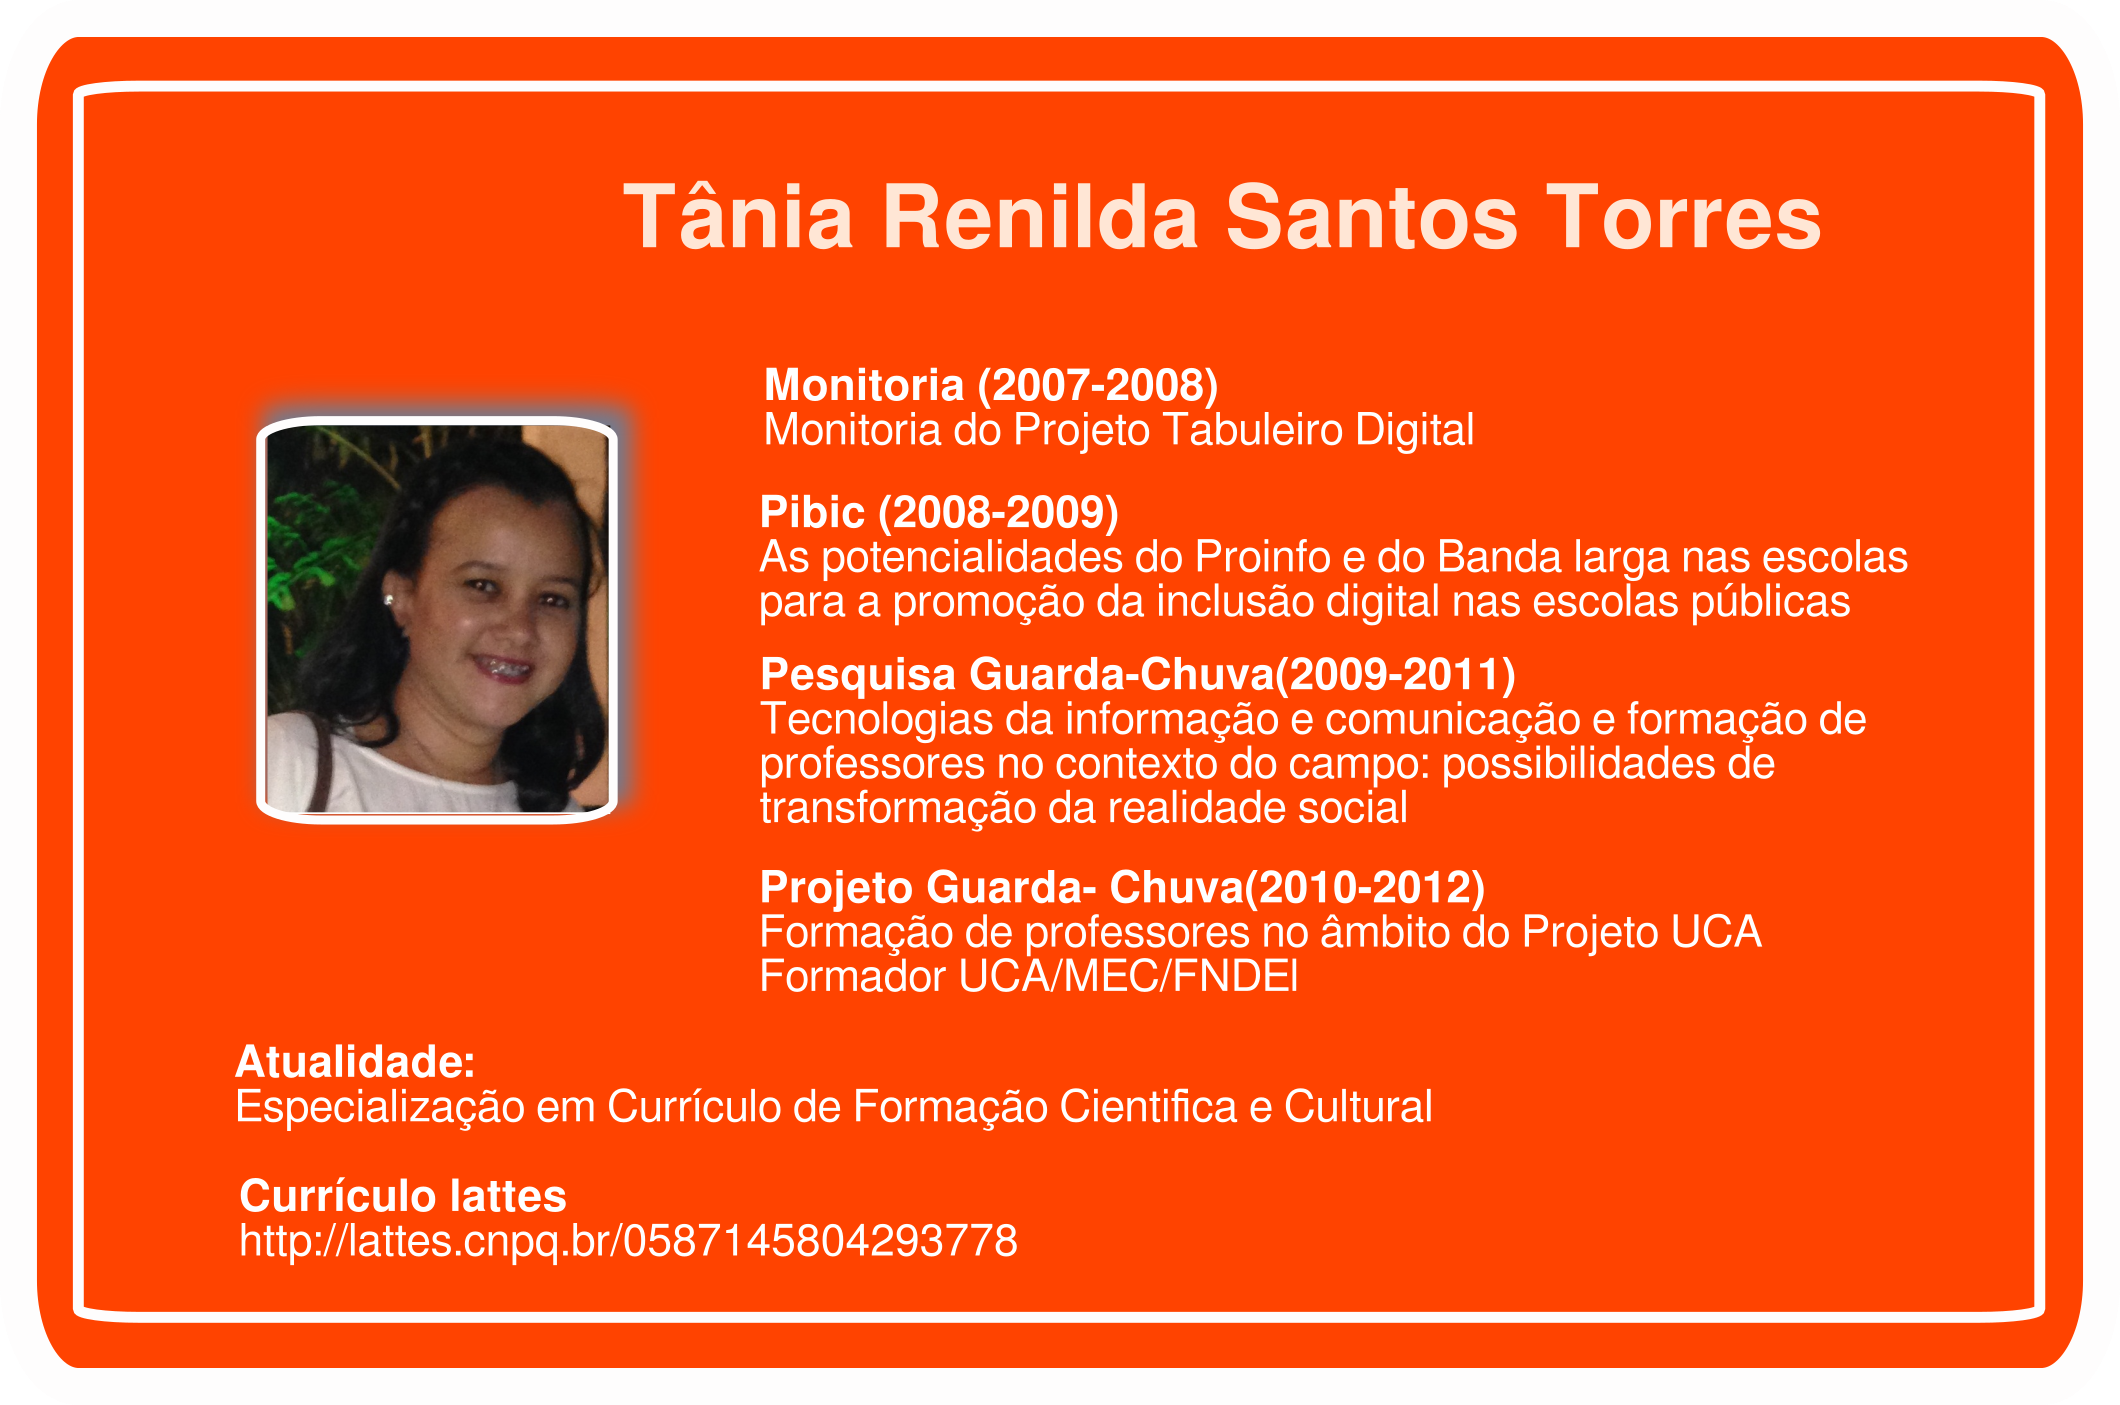 Tânia Renilda Santos Torres
Monitoria (2007-2008)
Monitoria do Projeto Tabuleiro Digital
Pibic (2008-2009)
As potencialidades do Proinfo e do Banda larga nas escolas
para a promoção da inclusão digital nas escolas públicas
Pesquisa Guarda-Chuva(2009-2011)
Tecnologias da informação e comunicação e formação de
professores no contexto do campo: possibilidades de
transformação da realidade social
Projeto Guarda- Chuva(2010-2012)
Formação de professores no âmbito do Projeto UCA
Formador UCA/MEC/FNDEl
Atualidade:
Especialização em Currículo de Formação Cientifica e Cultural
Currículo lattes
http://lattes.cnpq.br/0587145804293778